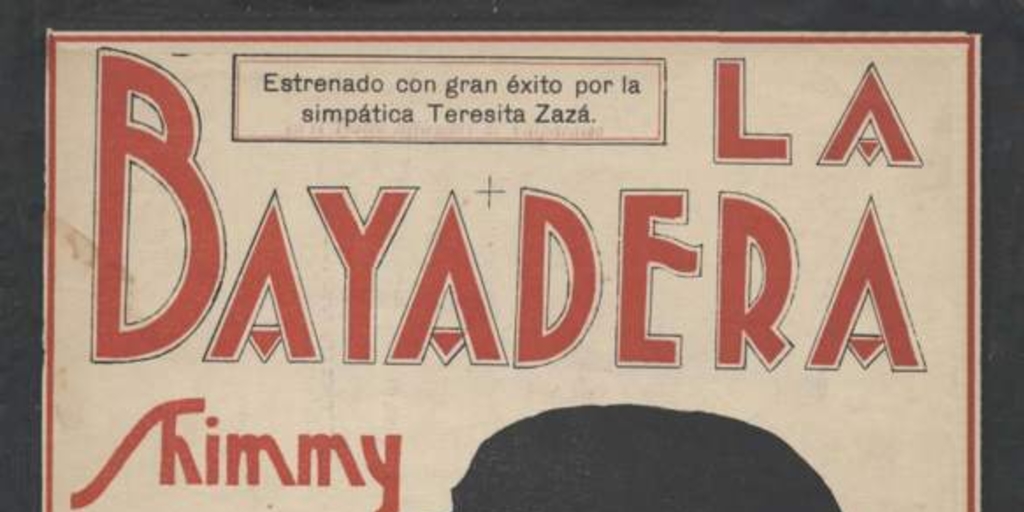 Estrenado con gran éxito por la
simpática Teresita Zazá.
LA
BAYADERA
Shimmy